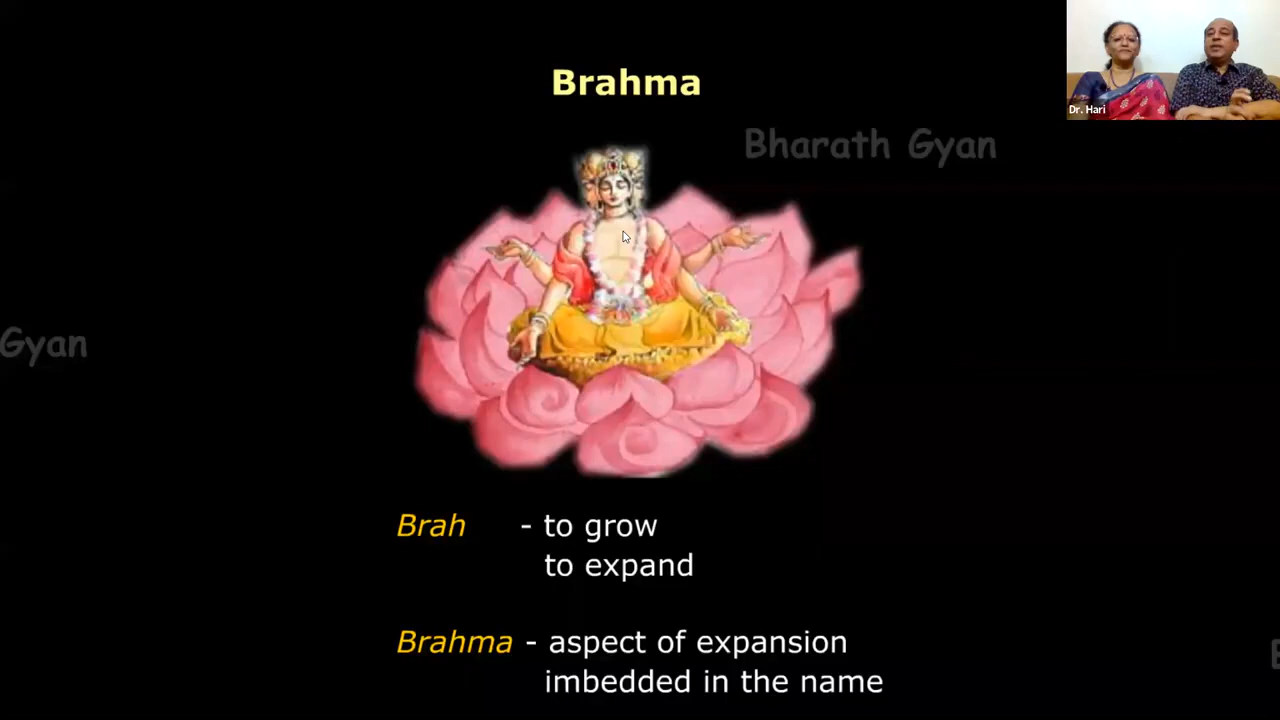 Brahma
Dr. Hari
Bharath Gyan
Gyan
Brah - to grow
to expand
Brahma - aspect of expansion
imbedded in the name